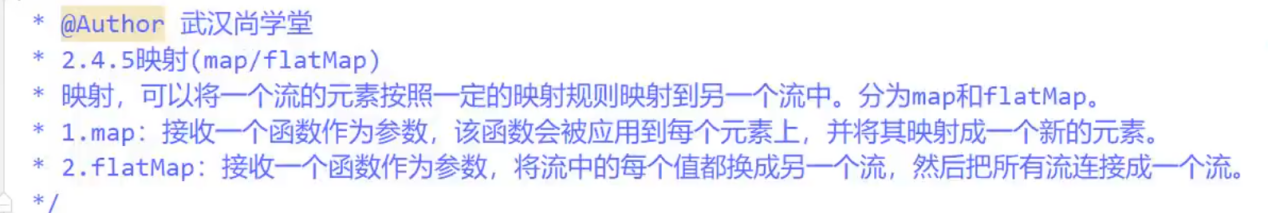 * @Author 武汉尚学堂
* 2.4.5映射(map/flatMap)
* 映射，可以将一个流的元素按照一定的映射规则映射到另一个流中。分为map和flatMap。
* 1.map：接收一个函数作为参数，该函数会被应用到每个元素上，并将其映射成一个新的元素。
* 2.flatMap：接收一个函数作为参数，将流中的每个值都换成另一个流，然后把所有流连接成一个流。
*/